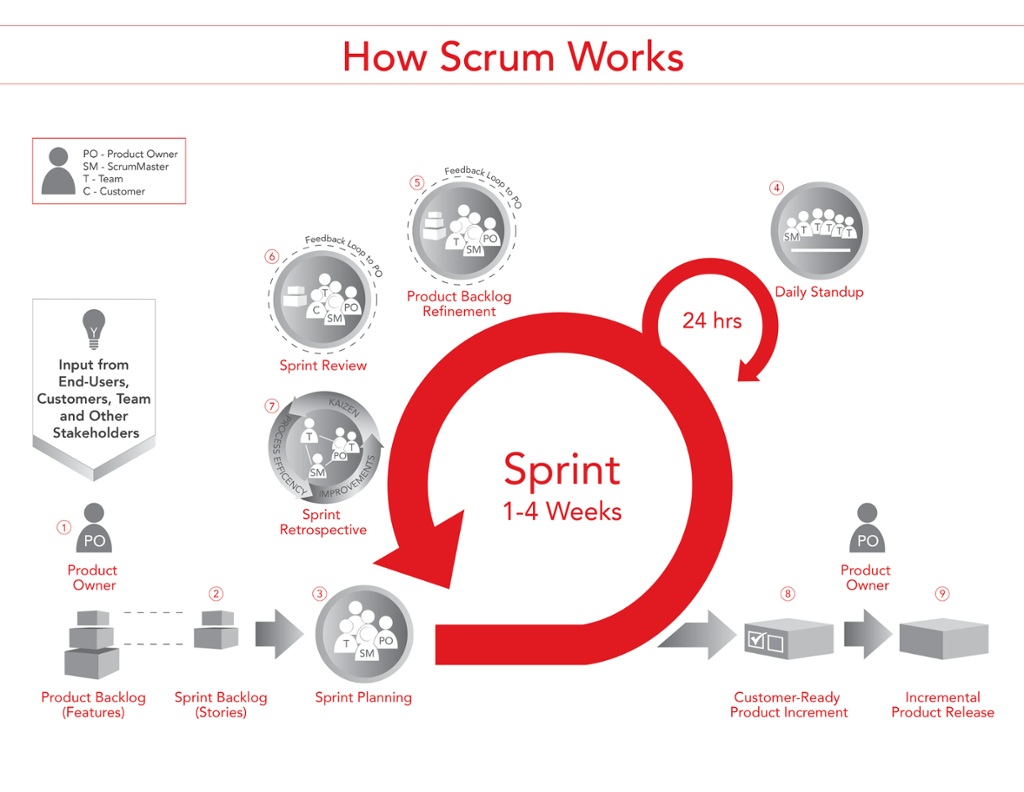 How Scrum Works
PO - Product Owner
SM - ScrumMaster
T - Team
C - Customer
5
Feedback Loop to PO
T
SM
PO
Product Backlog
Refinement
4
SM
T
T
T
T
T
Daily Standup
24 hrs
6
Feedback Loop to PO
T
C
SM
PO
Sprint Review
Y
Input from
End-Users,
Customers, Team
and Other
Stakeholders
7
KAIZEN
PROCESS EFFICENCY
IMPROVEMENTS
T
T
PO
SM
Sprint
Retrospective
Sprint
1-4 Weeks
1
PO
Product
Owner
2
3
T
SM
PO
Product Backlog
(Features)
Sprint Backlog
(Stories)
Sprint Planning
PO
Product
Owner
8
9
Customer-Ready
Product Increment
Incremental
Product Release